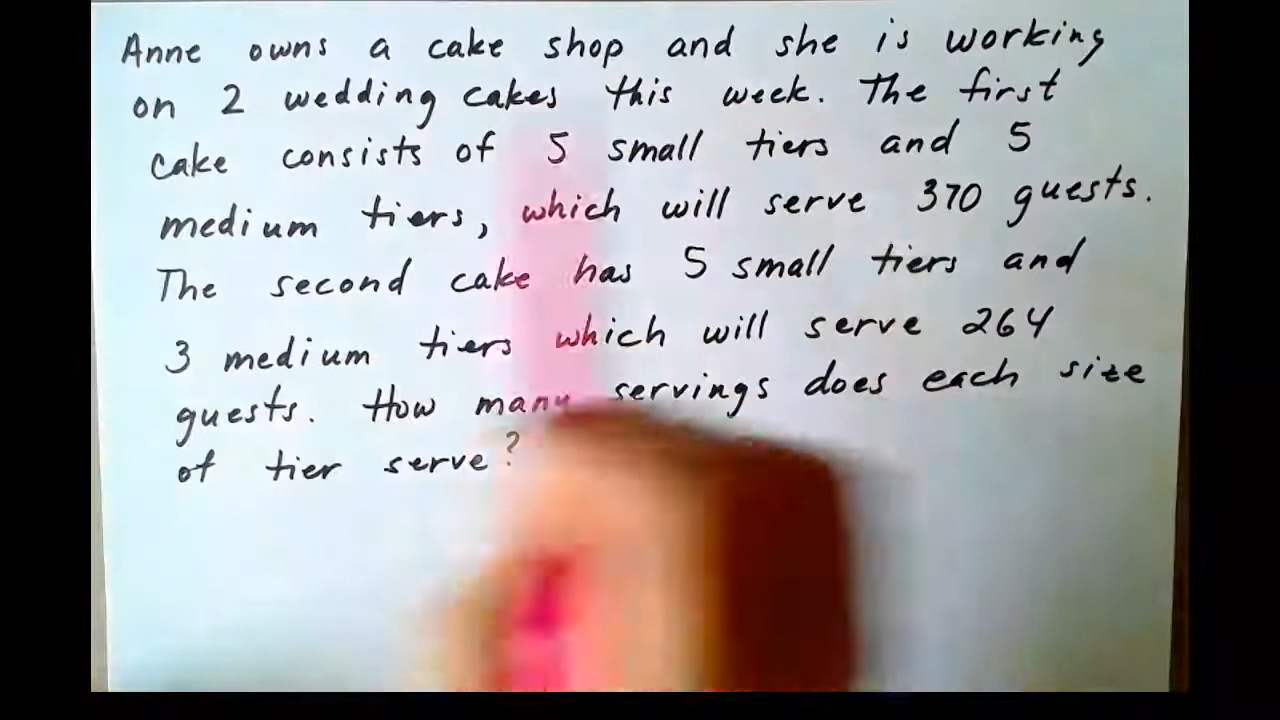 Anne owns a cake shop and she is working
on 2 wedding cakes this week. The first
cake consists of 5 small tiers and 5
medium tiers, which will serve 370 guests.
The second cake has 5 small tiers and
3 medium tiers which will serve 264
guests. How many servings does each size
of tier serve?